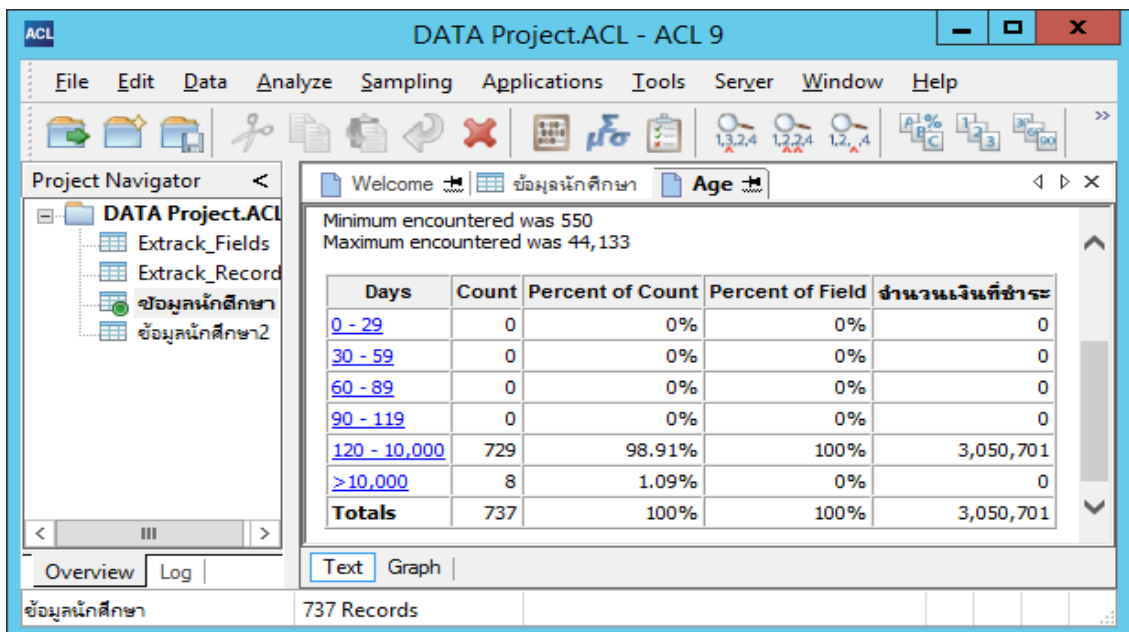 ACL DATA Project.ACL - ACL 9
File Edit Data Analyze Sampling Applications Tools Server Window Help
Project Navigator <
Welcome ข้อมูลนักศึกษา Age
DATA Project.ACL
Extrack_Fields
Extrack_Record
ข้อมูลนักศึกษา
ข้อมูลนักศึกษา2
Minimum encountered was 550
Maximum encountered was 44,133
Days Count Percent of Count Percent of Field จำนวนเงินที่ชำระ
0 - 29 0 0% 0% 0
30 - 59 0 0% 0% 0
60 - 89 0 0% 0% 0
90 - 119 0 0% 0% 0
120 - 10,000 729 98.91% 100% 3,050,701
>10,000 8 1.09% 0% 0
Totals 737 100% 100% 3,050,701
Overview Log
Text Graph
ข้อมูลนักศึกษา 737 Records